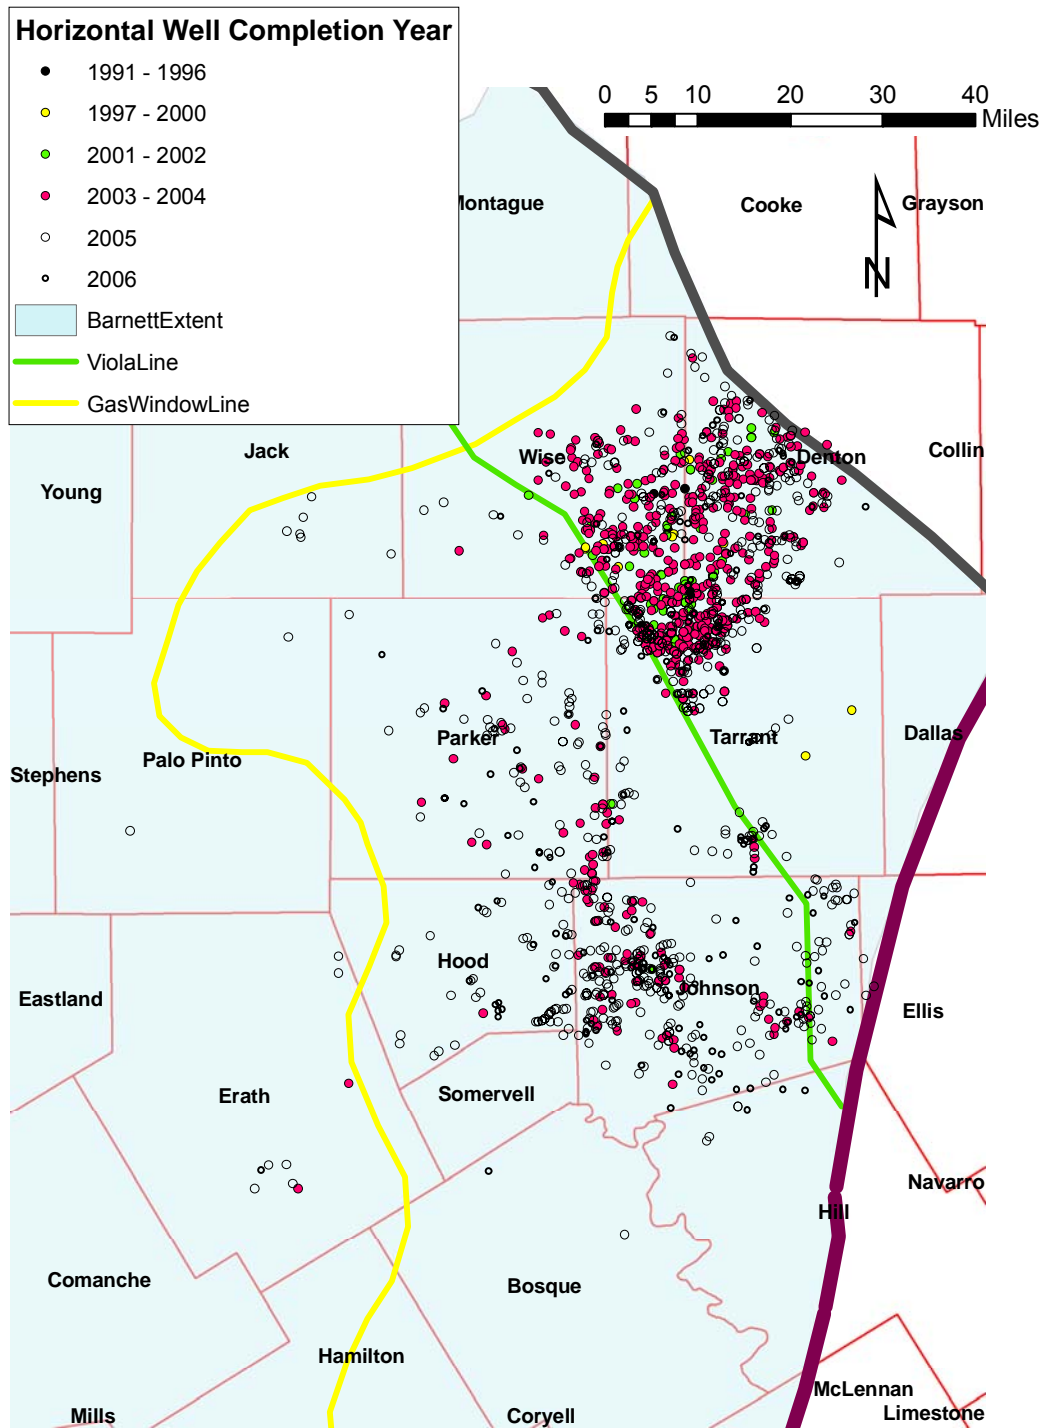 Horizontal Well Completion Year
1991 - 1996
1997 - 2000
2001 - 2002
2003 - 2004
2005
2006
BarnettExtent
ViolaLine
GasWindowLine
0 5 10 20 30 40
Miles
N
Montague
Cooke
Grayson
Jack
Wise
Denton
Collin
Young
Parker
Tarrant
Dallas
Palo Pinto
Stephens
Hood
Johnson
Eastland
Ellis
Erath
Somervell
Navarro
Hill
Comanche
Bosque
Hamilton
McLennan
Limestone
Mills
Coryell